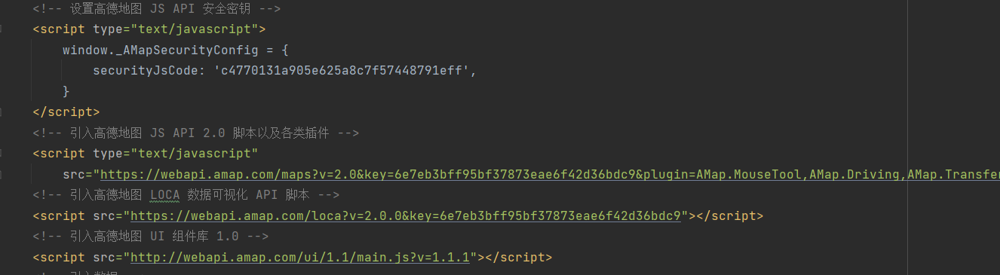 <!-- 设置高德地图 JS API 安全密钥 -->
<script type="text/javascript">
window._AMapSecurityConfig = {
securityJsCode: 'c4770131a905e625a8c7f57448791eff',
}
</script>
<!-- 引入高德地图 JS API 2.0 脚本以及各类插件 -->
<script type="text/javascript"
src="https://webapi.amap.com/maps?v=2.0&key=6e7eb3bff95bf37873eae6f42d36bdc9&plugin=AMap.MouseTool,AMap.Driving,AMap.Transfer
<!-- 引入高德地图 LOCA 数据可视化 API 脚本 -->
<script src="https://webapi.amap.com/loca?v=2.0.0&key=6e7eb3bff95bf37873eae6f42d36bdc9"></script>
<!-- 引入高德地图 UI 组件库 1.0 -->
<script src="http://webapi.amap.com/ui/1.1/main.js?v=1.1.1"></script>